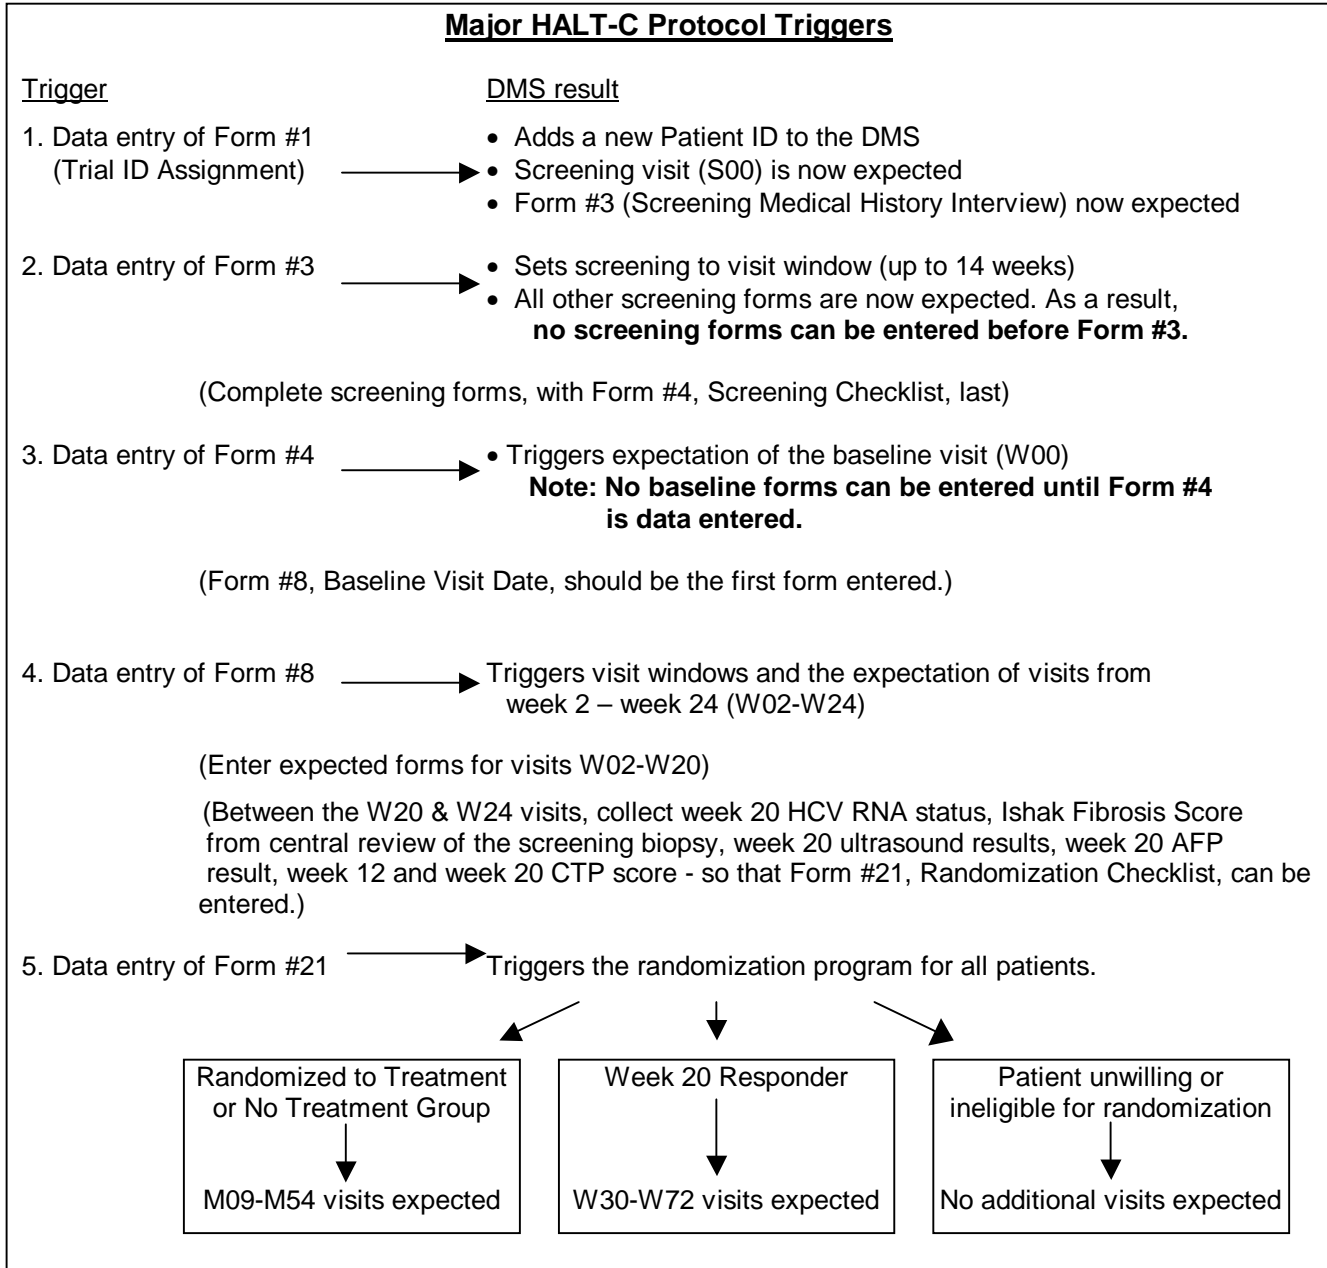 Major HALT-C Protocol Triggers
Trigger DMS result
1. Data entry of Form #1 • Adds a new Patient ID to the DMS
(Trial ID Assignment) • Screening visit (S00) is now expected
• Form #3 (Screening Medical History Interview) now expected
2. Data entry of Form #3 • Sets screening to visit window (up to 14 weeks)
• All other screening forms are now expected. As a result,
no screening forms can be entered before Form #3.
(Complete screening forms, with Form #4, Screening Checklist, last)
3. Data entry of Form #4 • Triggers expectation of the baseline visit (W00)
Note: No baseline forms can be entered until Form #4
is data entered.
(Form #8, Baseline Visit Date, should be the first form entered.)
4. Data entry of Form #8 Triggers visit windows and the expectation of visits from
week 2 – week 24 (W02-W24)
(Enter expected forms for visits W02-W20)
(Between the W20 & W24 visits, collect week 20 HCV RNA status, Ishak Fibrosis Score
from central review of the screening biopsy, week 20 ultrasound results, week 20 AFP
result, week 12 and week 20 CTP score - so that Form #21, Randomization Checklist, can be
entered.)
5. Data entry of Form #21 Triggers the randomization program for all patients.
Randomized to Treatment
or No Treatment Group
M09-M54 visits expected
Week 20 Responder
W30-W72 visits expected
Patient unwilling or
ineligible for randomization
No additional visits expected